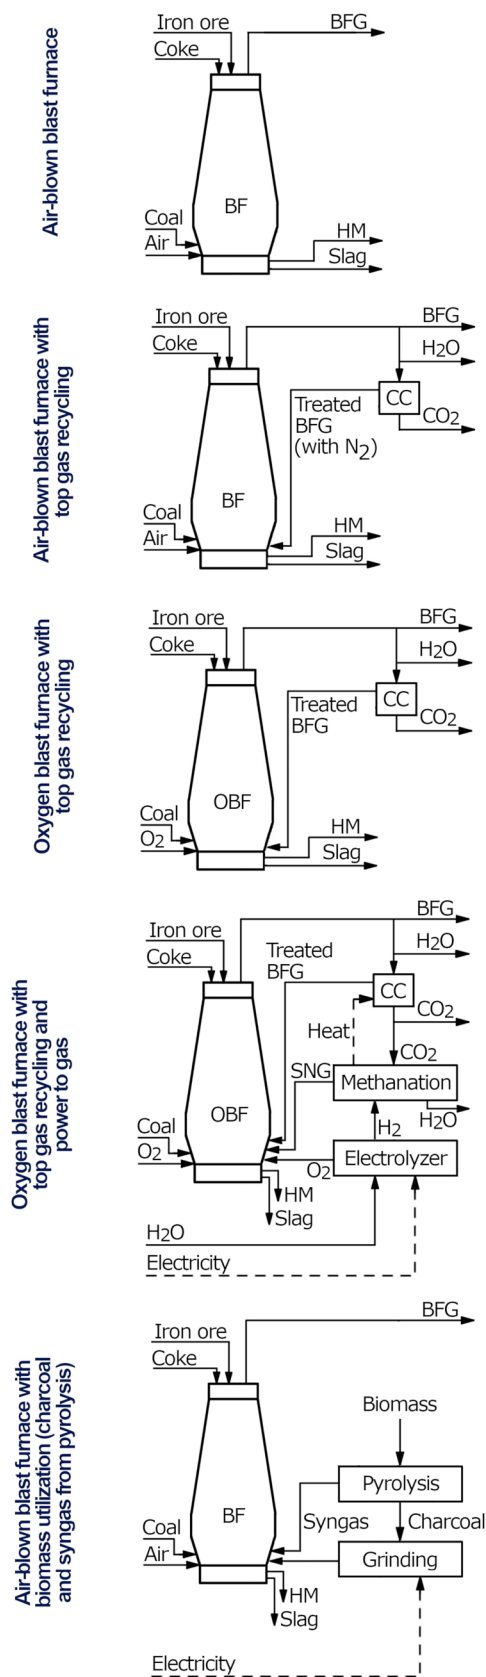 Air-blown blast furnace
Iron ore
Coke
BFG
BF
Coal
Air
HM
Slag
Air-blown blast furnace with
top gas recycling
Iron ore
Coke
BFG
H2O
CC
CO2
Treated
BFG
(with N2)
BF
Coal
Air
HM
Slag
Oxygen blast furnace with
top gas recycling
Iron ore
Coke
BFG
H2O
CC
CO2
Treated
BFG
OBF
Coal
O2
HM
Slag
Oxygen blast furnace with
top gas recycling and
power to gas
Iron ore
Coke
BFG
H2O
Treated
BFG
CC
CO2
Heat
CO2
SNG
Methanation
H2O
H2
OBF
Coal
O2
O2
Electrolyzer
HM
Slag
H2O
Electricity
Air-blown blast furnace with
biomass utilization (charcoal
and syngas from pyrolysis)
Iron ore
Coke
BFG
Biomass
Pyrolysis
Syngas
Charcoal
BF
Coal
Air
Grinding
HM
Slag
Electricity